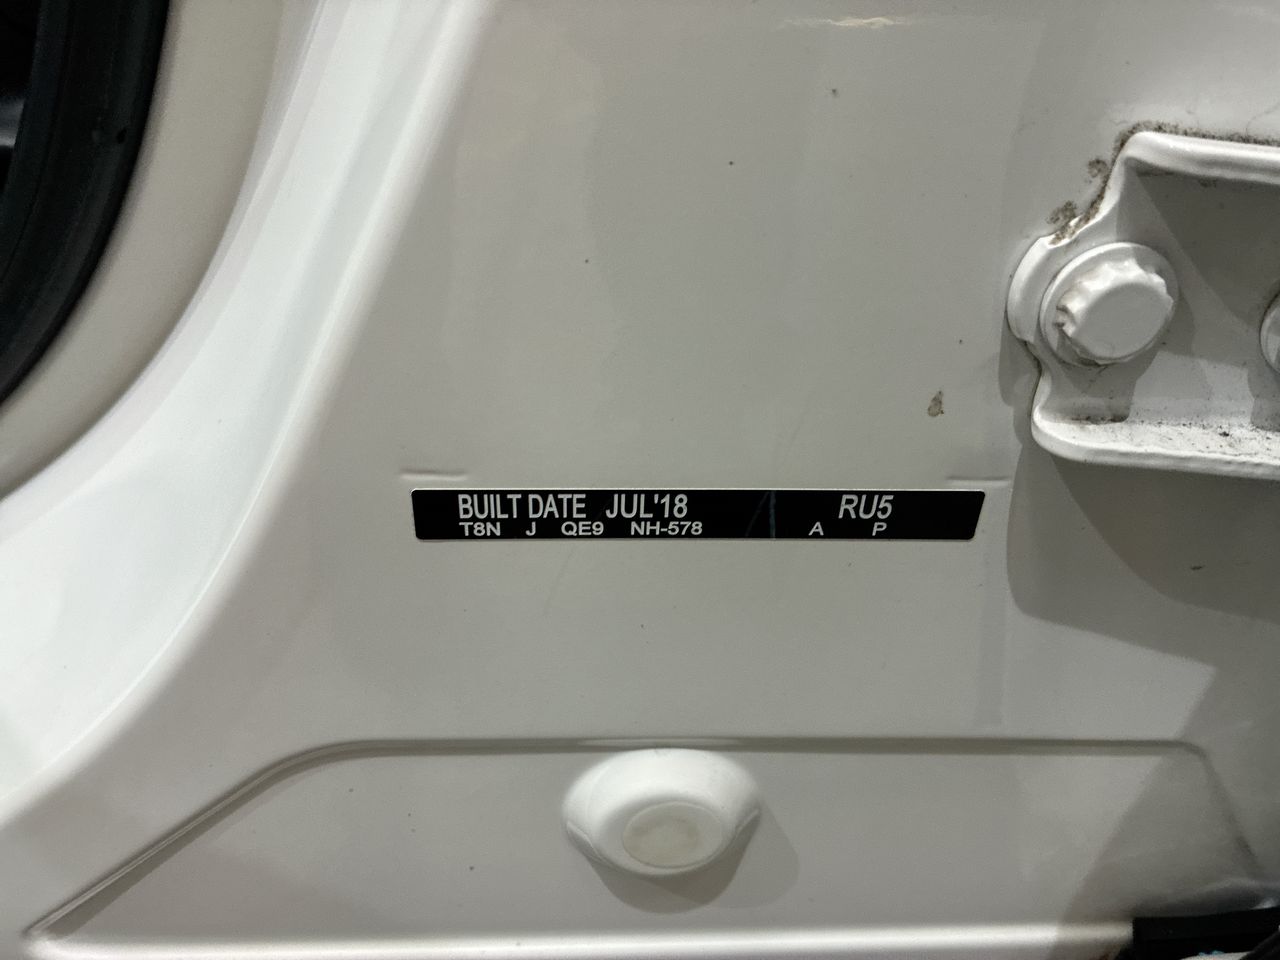 BUILT DATE JUL'18 RU5
T8N J QE9 NH-578 A P